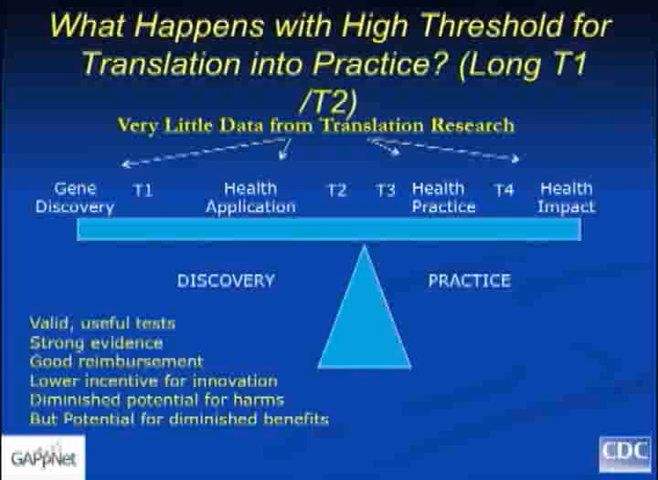 What Happens with High Threshold for
Translation into Practice? (Long T1
/T2)
Very Little Data from Translation Research
Gene Discovery
T1
Health Application
T2
T3
Health Practice
T4
Health Impact
DISCOVERY
PRACTICE
Valid, useful tests
Strong evidence
Good reimbursement
Lower incentive for innovation
Diminished potential for harms
But Potential for diminished benefits
GAPpNet
CDC